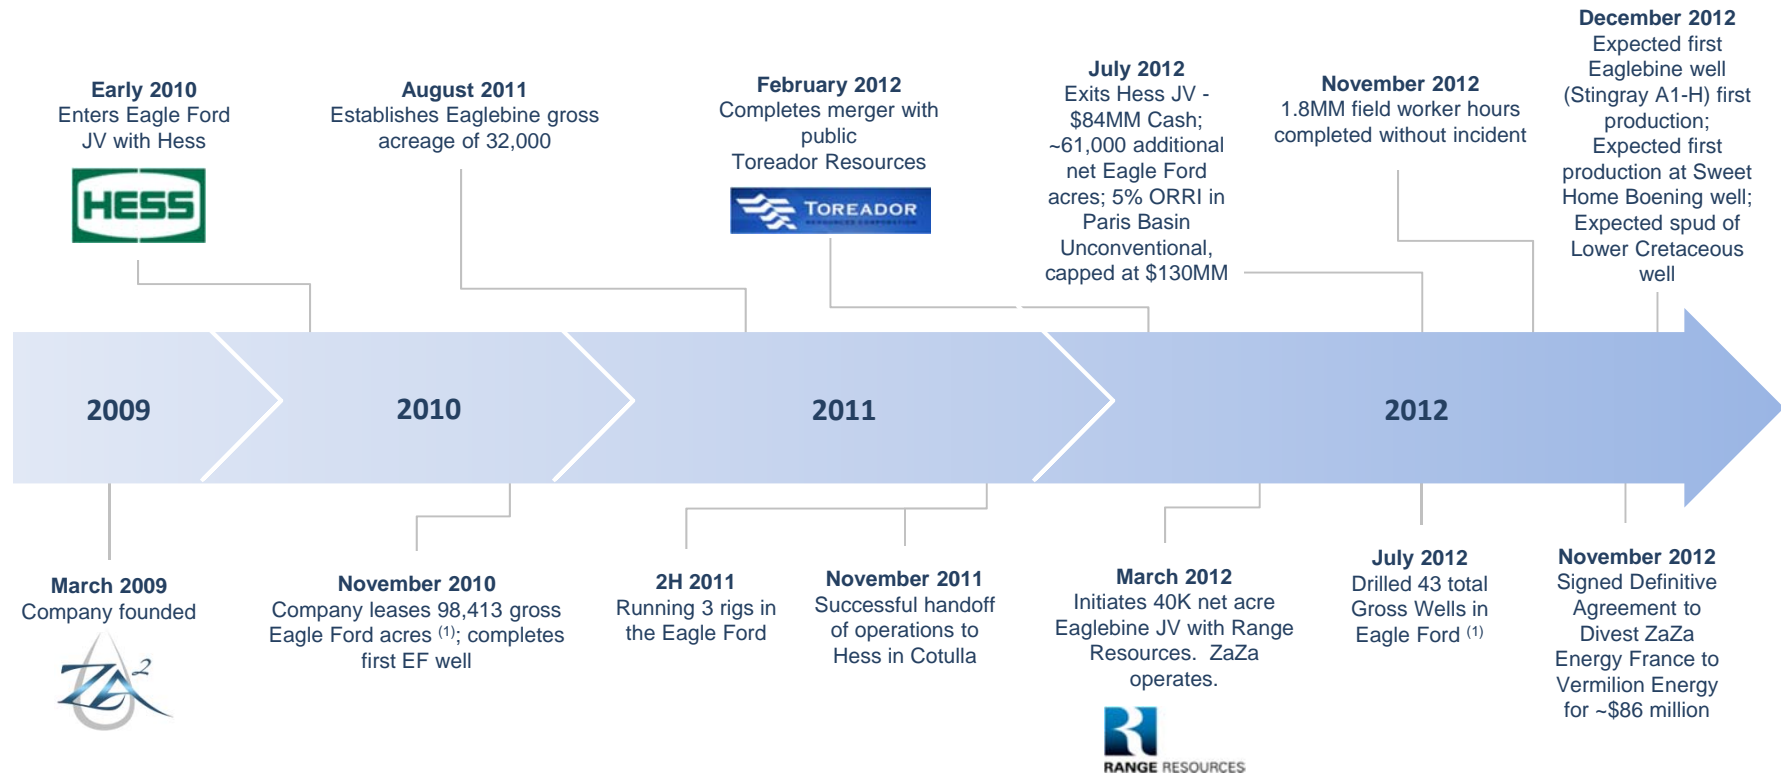 Early 2010
Enters Eagle Ford
JV with Hess
HESS
August 2011
Establishes Eaglebine gross
acreage of 32,000
February 2012
Completes merger with
public
Toreador Resources
TOREADOR
RESOURCES CORPORATION
July 2012
Exits Hess JV -
$84MM Cash;
~61,000 additional
net Eagle Ford
acres; 5% ORRI in
Paris Basin
Unconventional,
capped at $130MM
November 2012
1.8MM field worker hours
completed without incident
December 2012
Expected first
Eaglebine well
(Stingray A1-H) first
production;
Expected first
production at Sweet
Home Boening well;
Expected spud of
Lower Cretaceous
well
2009
2010
2011
2012
March 2009
Company founded
ZA2
November 2010
Company leases 98,413 gross
Eagle Ford acres (1); completes
first EF well
2H 2011
Running 3 rigs in
the Eagle Ford
November 2011
Successful handoff
of operations to
Hess in Cotulla
March 2012
Initiates 40K net acre
Eaglebine JV with Range
Resources.  ZaZa
operates.
R
RANGE RESOURCES
July 2012
Drilled 43 total
Gross Wells in
Eagle Ford (1)
November 2012
Signed Definitive
Agreement to
Divest ZaZa
Energy France to
Vermilion Energy
for ~$86 million